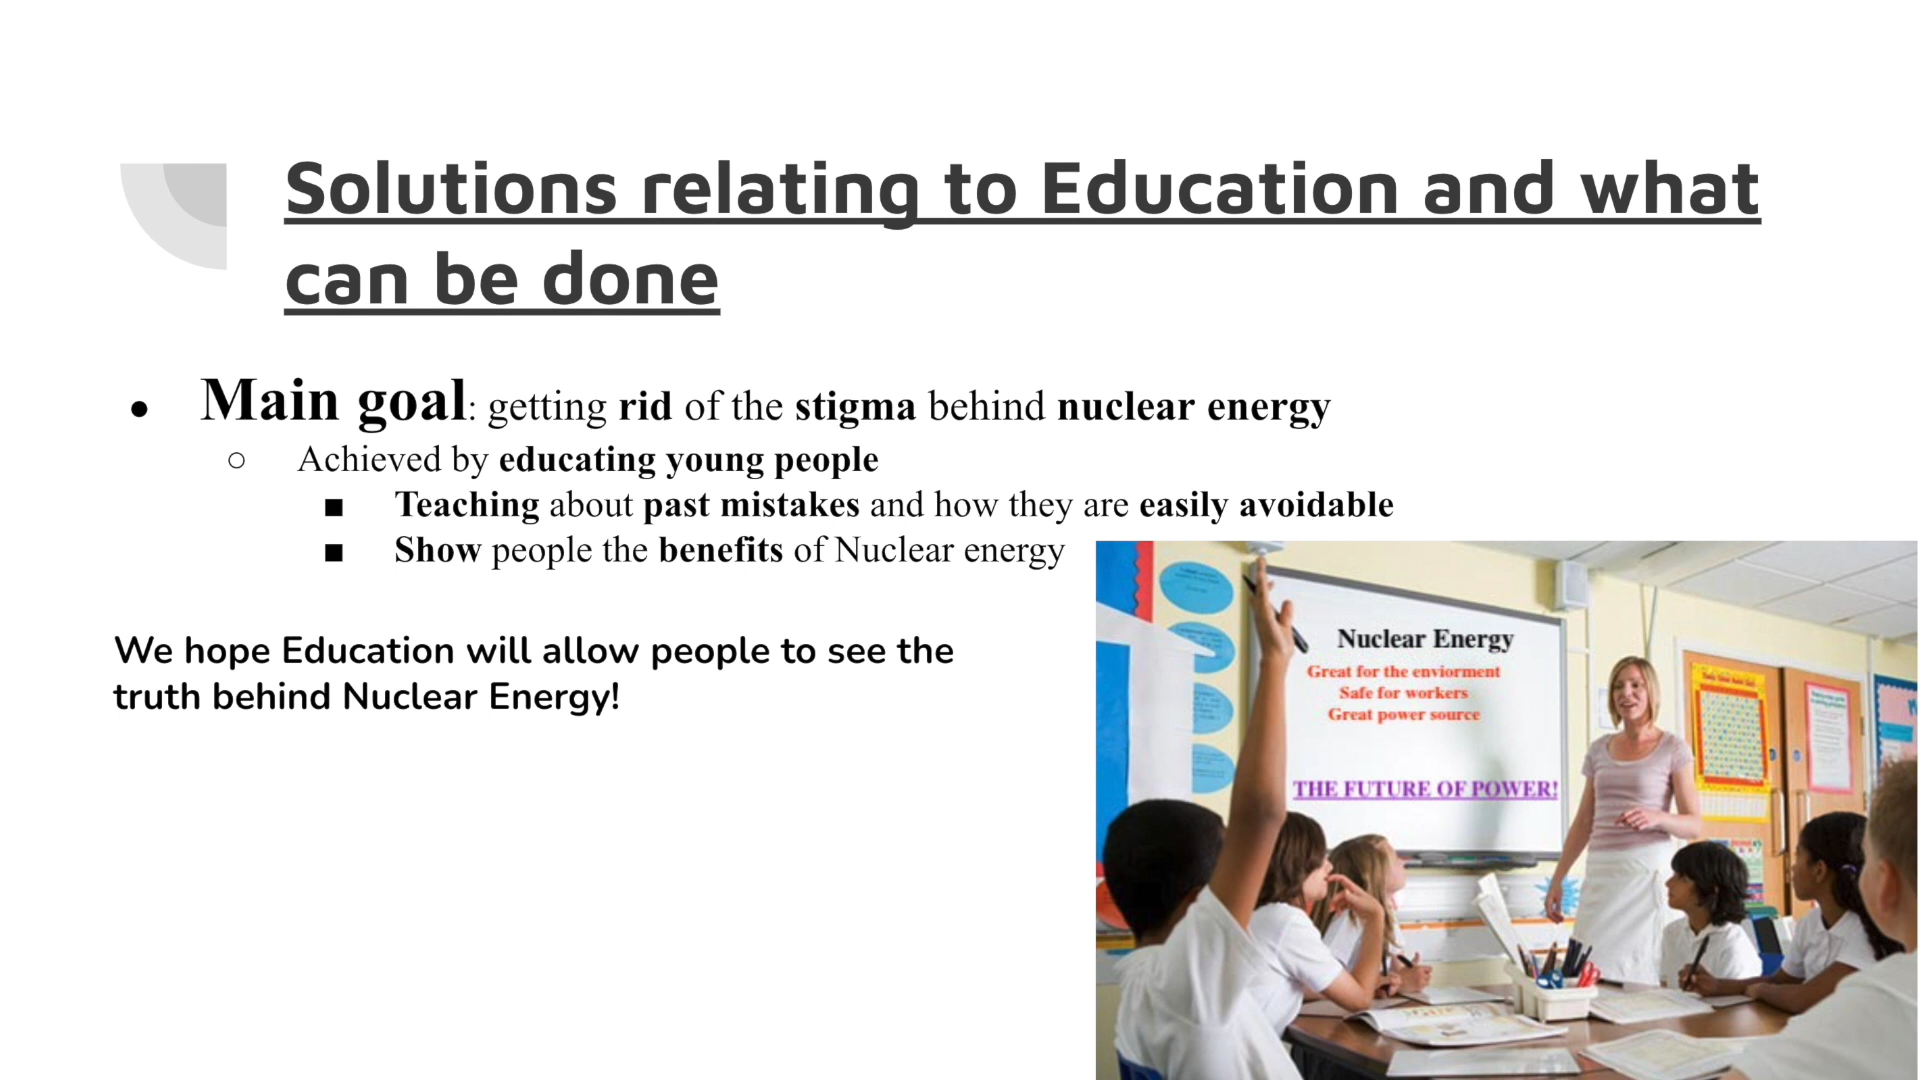 Solutions relating to Education and what
can be done
● Main goal: getting rid of the stigma behind nuclear energy
○ Achieved by educating young people
■ Teaching about past mistakes and how they are easily avoidable
■ Show people the benefits of Nuclear energy
We hope Education will allow people to see the
truth behind Nuclear Energy!
Nuclear Energy
Great for the enviorment
Safe for workers
Great power source
THE FUTURE OF POWER!